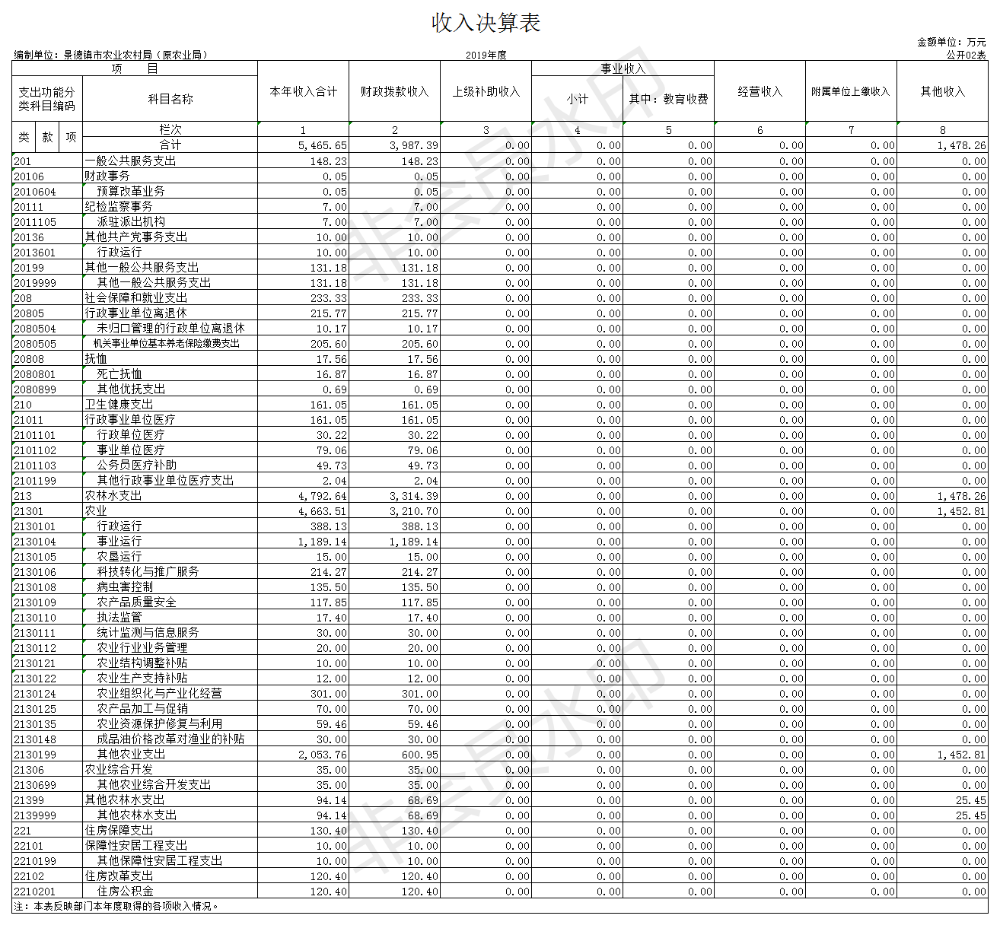 收入决算表
金额单位：万元
编制单位：景德镇市农业农村局（原农业局） 2019年度 公开02表
项 目 本年收入合计 财政拨款收入 上级补助收入 事业收入 经营收入 附属单位上缴收入 其他收入
支出功能分类科目编码 科目名称 小计 其中：教育收费
类 款 项 栏次 1 2 3 4 5 6 7 8
合计 5,465.65 3,987.39 0.00 0.00 0.00 0.00 0.00 1,478.26
201 一般公共服务支出 148.23 148.23 0.00 0.00 0.00 0.00 0.00 0.00
20106 财政事务 0.05 0.05 0.00 0.00 0.00 0.00 0.00 0.00
2010604 预算改革业务 0.05 0.05 0.00 0.00 0.00 0.00 0.00 0.00
20111 纪检监察事务 7.00 7.00 0.00 0.00 0.00 0.00 0.00 0.00
2011105 派驻派出机构 7.00 7.00 0.00 0.00 0.00 0.00 0.00 0.00
20136 其他共产党事务支出 10.00 10.00 0.00 0.00 0.00 0.00 0.00 0.00
2013601 行政运行 10.00 10.00 0.00 0.00 0.00 0.00 0.00 0.00
20199 其他一般公共服务支出 131.18 131.18 0.00 0.00 0.00 0.00 0.00 0.00
2019999 其他一般公共服务支出 131.18 131.18 0.00 0.00 0.00 0.00 0.00 0.00
208 社会保障和就业支出 233.33 233.33 0.00 0.00 0.00 0.00 0.00 0.00
20805 行政事业单位离退休 215.77 215.77 0.00 0.00 0.00 0.00 0.00 0.00
2080504 未归口管理的行政单位离退休 10.17 10.17 0.00 0.00 0.00 0.00 0.00 0.00
2080505 机关事业单位基本养老保险缴费支出 205.60 205.60 0.00 0.00 0.00 0.00 0.00 0.00
20808 抚恤 17.56 17.56 0.00 0.00 0.00 0.00 0.00 0.00
2080801 死亡抚恤 16.87 16.87 0.00 0.00 0.00 0.00 0.00 0.00
2080899 其他优抚支出 0.69 0.69 0.00 0.00 0.00 0.00 0.00 0.00
210 卫生健康支出 161.05 161.05 0.00 0.00 0.00 0.00 0.00 0.00
21011 行政事业单位医疗 161.05 161.05 0.00 0.00 0.00 0.00 0.00 0.00
2101101 行政单位医疗 30.22 30.22 0.00 0.00 0.00 0.00 0.00 0.00
2101102 事业单位医疗 79.06 79.06 0.00 0.00 0.00 0.00 0.00 0.00
2101103 公务员医疗补助 49.73 49.73 0.00 0.00 0.00 0.00 0.00 0.00
2101199 其他行政事业单位医疗支出 2.04 2.04 0.00 0.00 0.00 0.00 0.00 0.00
213 农林水支出 4,792.64 3,314.39 0.00 0.00 0.00 0.00 0.00 1,478.26
21301 农业 4,663.51 3,210.70 0.00 0.00 0.00 0.00 0.00 1,452.81
2130101 行政运行 388.13 388.13 0.00 0.00 0.00 0.00 0.00 0.00
2130104 事业运行 1,189.14 1,189.14 0.00 0.00 0.00 0.00 0.00 0.00
2130105 农垦运行 15.00 15.00 0.00 0.00 0.00 0.00 0.00 0.00
2130106 科技转化与推广服务 214.27 214.27 0.00 0.00 0.00 0.00 0.00 0.00
2130108 病虫害控制 135.50 135.50 0.00 0.00 0.00 0.00 0.00 0.00
2130109 农产品质量安全 117.85 117.85 0.00 0.00 0.00 0.00 0.00 0.00
2130110 执法监管 17.40 17.40 0.00 0.00 0.00 0.00 0.00 0.00
2130111 统计监测与信息服务 30.00 30.00 0.00 0.00 0.00 0.00 0.00 0.00
2130112 农业行业业务管理 20.00 20.00 0.00 0.00 0.00 0.00 0.00 0.00
2130121 农业结构调整补贴 10.00 10.00 0.00 0.00 0.00 0.00 0.00 0.00
2130122 农业生产支持补贴 12.00 12.00 0.00 0.00 0.00 0.00 0.00 0.00
2130124 农业组织化与产业化经营 301.00 301.00 0.00 0.00 0.00 0.00 0.00 0.00
2130125 农产品加工与促销 70.00 70.00 0.00 0.00 0.00 0.00 0.00 0.00
2130135 农业资源保护修复与利用 59.46 59.46 0.00 0.00 0.00 0.00 0.00 0.00
2130148 成品油价格改革对渔业的补贴 30.00 30.00 0.00 0.00 0.00 0.00 0.00 0.00
2130199 其他农业支出 2,053.76 600.95 0.00 0.00 0.00 0.00 0.00 1,452.81
21306 农业综合开发 35.00 35.00 0.00 0.00 0.00 0.00 0.00 0.00
2130699 其他农业综合开发支出 35.00 35.00 0.00 0.00 0.00 0.00 0.00 0.00
21399 其他农林水支出 94.14 68.69 0.00 0.00 0.00 0.00 0.00 25.45
2139999 其他农林水支出 94.14 68.69 0.00 0.00 0.00 0.00 0.00 25.45
221 住房保障支出 130.40 130.40 0.00 0.00 0.00 0.00 0.00 0.00
22101 保障性安居工程支出 10.00 10.00 0.00 0.00 0.00 0.00 0.00 0.00
2210199 其他保障性安居工程支出 10.00 10.00 0.00 0.00 0.00 0.00 0.00 0.00
22102 住房改革支出 120.40 120.40 0.00 0.00 0.00 0.00 0.00 0.00
2210201 住房公积金 120.40 120.40 0.00 0.00 0.00 0.00 0.00 0.00
注：本表反映部门本年度取得的各项收入情况。
非会员水印
非会员水印